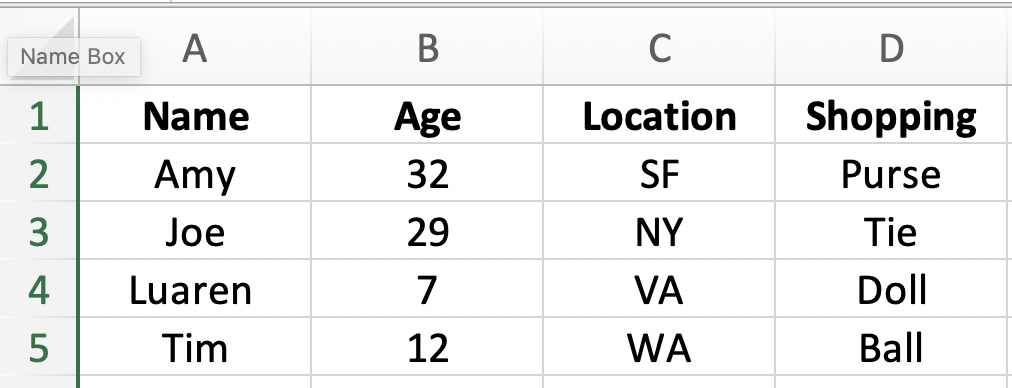 Name Box A B C D
1 Name Age Location Shopping
2 Amy 32 SF Purse
3 Joe 29 NY Tie
4 Luaren 7 VA Doll
5 Tim 12 WA Ball